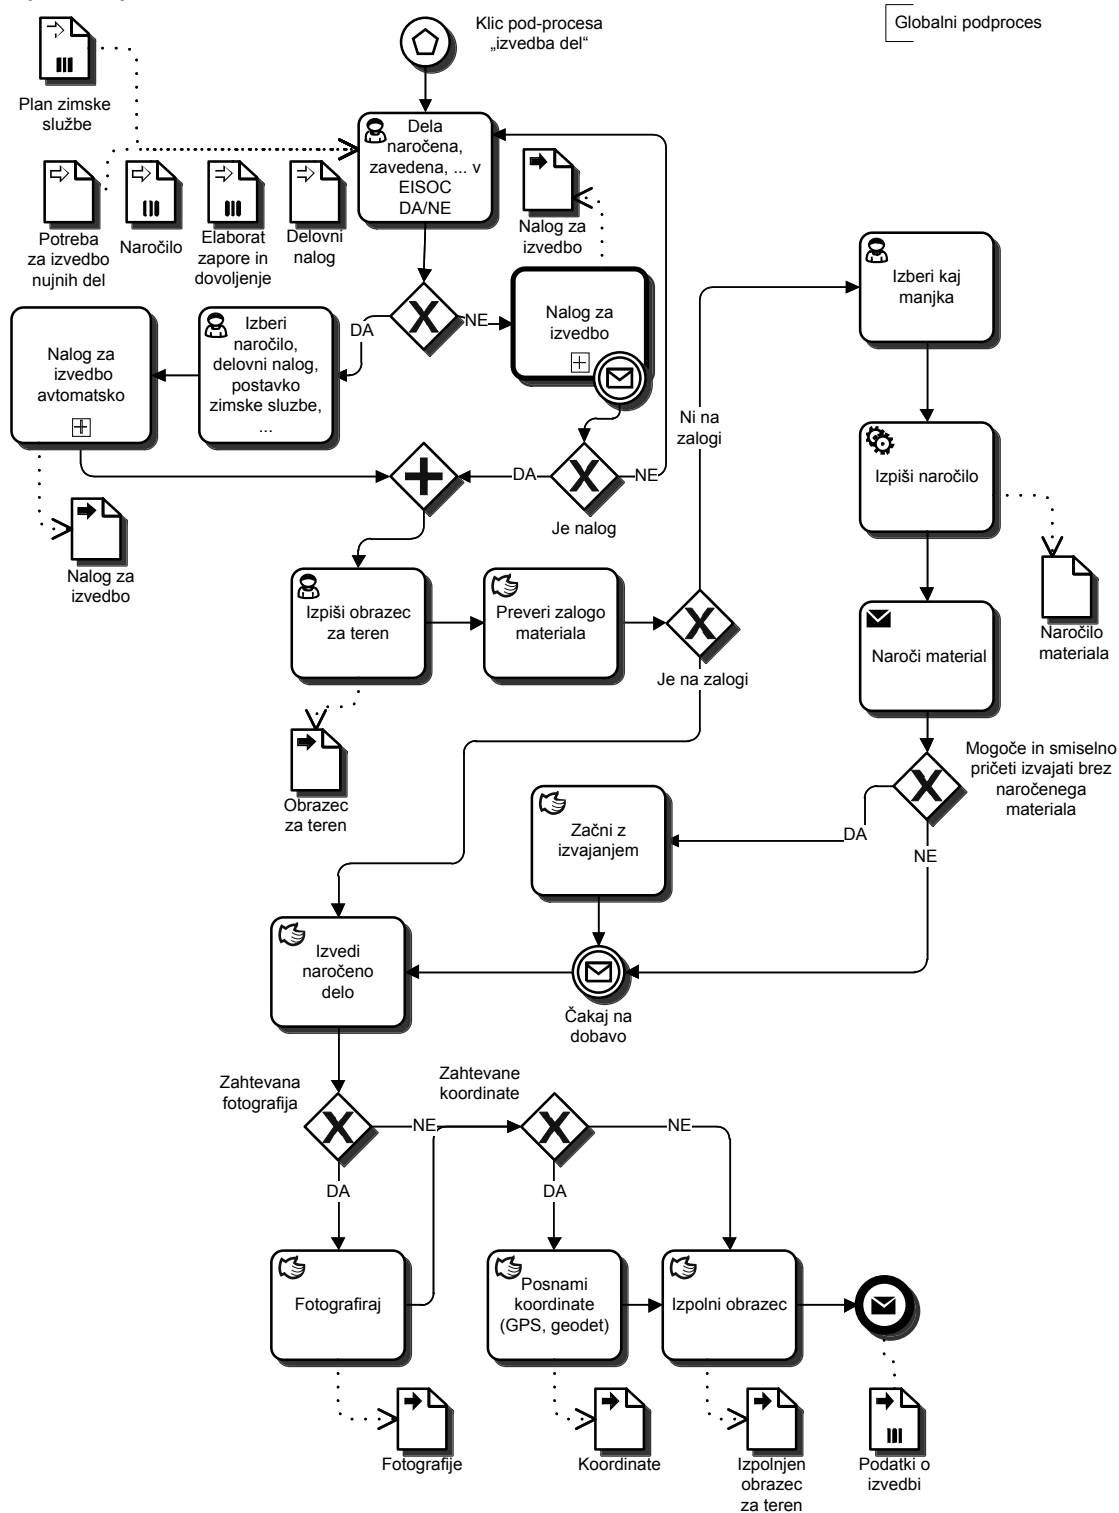 Klic pod-procesa
„izvedba del“
Globalni podproces
Plan zimske
službe
Dela
naročena,
zavedena, ... v
EISOC
DA/NE
Potreba
za izvedbo
nujnih del
Naročilo
Elaborat
zapore in
dovoljenje
Delovni
nalog
Nalog za
izvedbo
Izberi kaj
manjka
Nalog za
izvedbo
avtomatsko
Izberi
naročilo,
delovni nalog,
postavko
zimske sluzbe,
...
DA
NE
Nalog za
izvedbo
Ni na
zalogi
Izpiši naročilo
DA
NE
Je nalog
Nalog za
izvedbo
Izpiši obrazec
za teren
Preveri zalogo
materiala
Je na zalogi
Naročilo
materiala
Naroči material
Obrazec
za teren
Mogoče in smiselno
pričeti izvajati brez
naročenega
materiala
Začni z
izvajanjem
DA
NE
Izvedi
naročeno
delo
Čakaj na
dobavo
Zahtevana
fotografija
Zahtevane
koordinate
NE
NE
DA
DA
Fotografiraj
Posnami
koordinate
(GPS, geodet)
Izpolni obrazec
Fotografije
Koordinate
Izpolnjen
obrazec
za teren
Podatki o
izvedbi